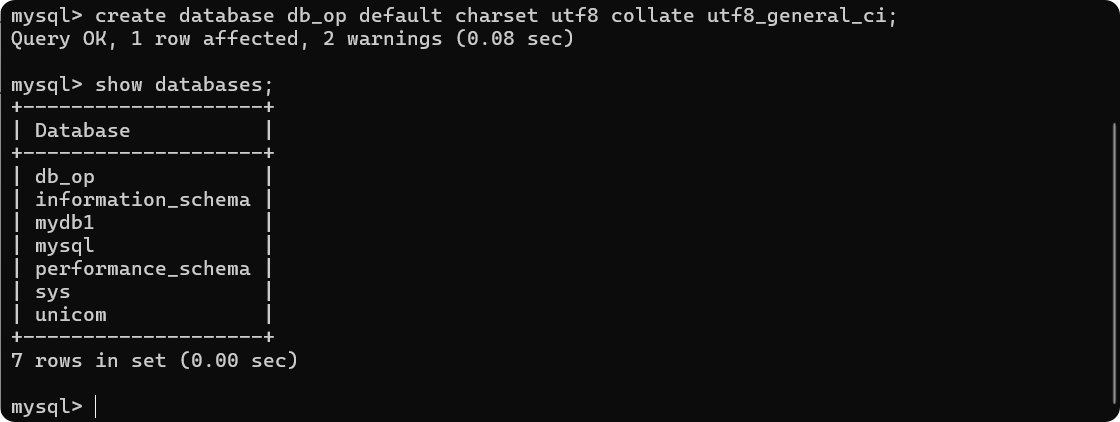 mysql> create database db_op default charset utf8 collate utf8_general_ci;
Query OK, 1 row affected, 2 warnings (0.08 sec)
mysql> show databases;
+--------------------+
| Database           |
+--------------------+
| db_op              |
| information_schema |
| mydb1              |
| mysql              |
| performance_schema |
| sys                |
| unicom             |
+--------------------+
7 rows in set (0.00 sec)
mysql>